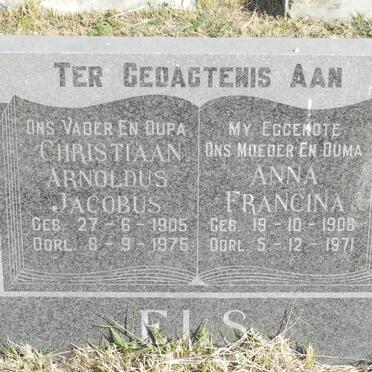 TER GEDAGTENIS AAN
ONS VADER EN OUPA
CHRISTIAAN
ARNOLDUS
JACOBUS
GEB. 27 - 6 - 1905
OORL. 8 - 9 - 1975
MY EGGENOTE
ONS MOEDER EN OUMA
ANNA
FRANCINA
GEB. 19 - 10 - 1908
OORL. 5 - 12 - 1971
ELS